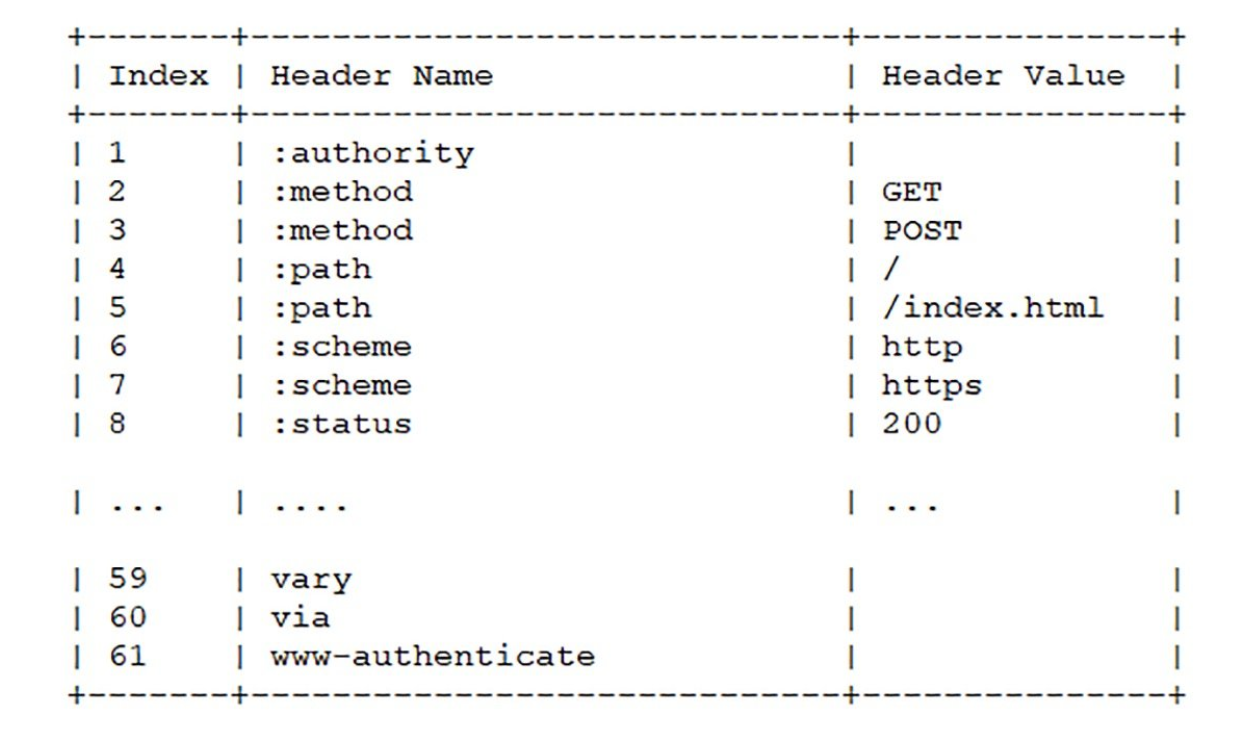 +-------+-----------------------------+---------------+
| Index | Header Name                 | Header Value  |
+-------+-----------------------------+---------------+
| 1     | :authority                  |               |
| 2     | :method                     | GET           |
| 3     | :method                     | POST          |
| 4     | :path                       | /             |
| 5     | :path                       | /index.html   |
| 6     | :scheme                     | http          |
| 7     | :scheme                     | https         |
| 8     | :status                     | 200           |
| ...   | ....                        | ...           |
| 59    | vary                        |               |
| 60    | via                         |               |
| 61    | www-authenticate            |               |
+-------+-----------------------------+---------------+